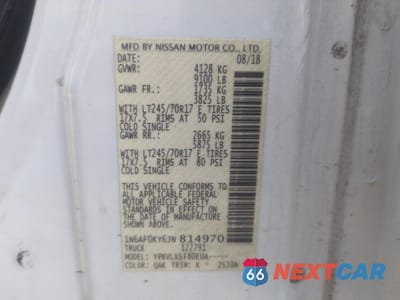 MFD BY NISSAN MOTOR CO., LTD.
DATE: 08/18
GVWR: 4128 KG
9100 LB
GAWR FR.: 1735 KG
3825 LB
WITH LT245/70R17 E TIRES
17X7.5 RIMS AT 50 PSI
COLD SINGLE
GAWR RR.: 2665 KG
5875 LB
WITH LT245/70R17 E TIRES
17X7.5 RIMS AT 80 PSI
COLD SINGLE
THIS VEHICLE CONFORMS TO
ALL APPLICABLE FEDERAL
MOTOR VEHICLE SAFETY
STANDARDS IN EFFECT ON
THE DATE OF MANUFACTURE
SHOWN ABOVE.
1N6AF0KY6JN 814970
TRUCK 122791
MODEL:
COLOR: QAK TRIM: K - 2510A
66 NEXTCAR